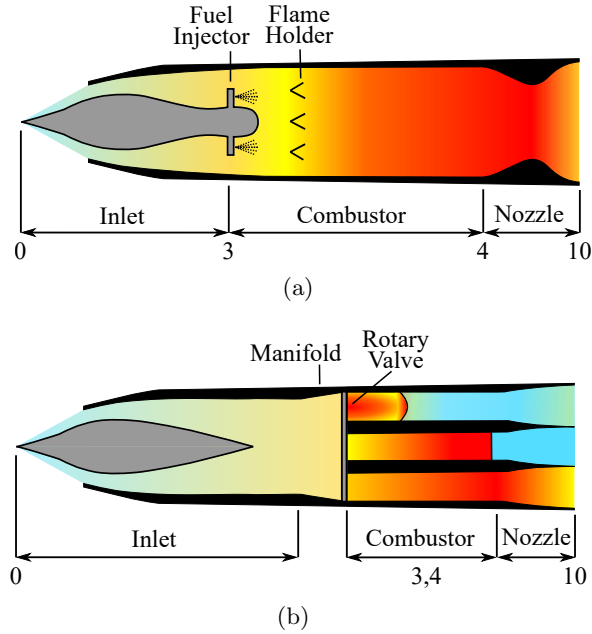 Fuel
Injector
Flame
Holder
Inlet
Combustor
Nozzle
0
3
4
10
(a)
Manifold
Rotary
Valve
Inlet
Combustor
Nozzle
0
3,4
10
(b)